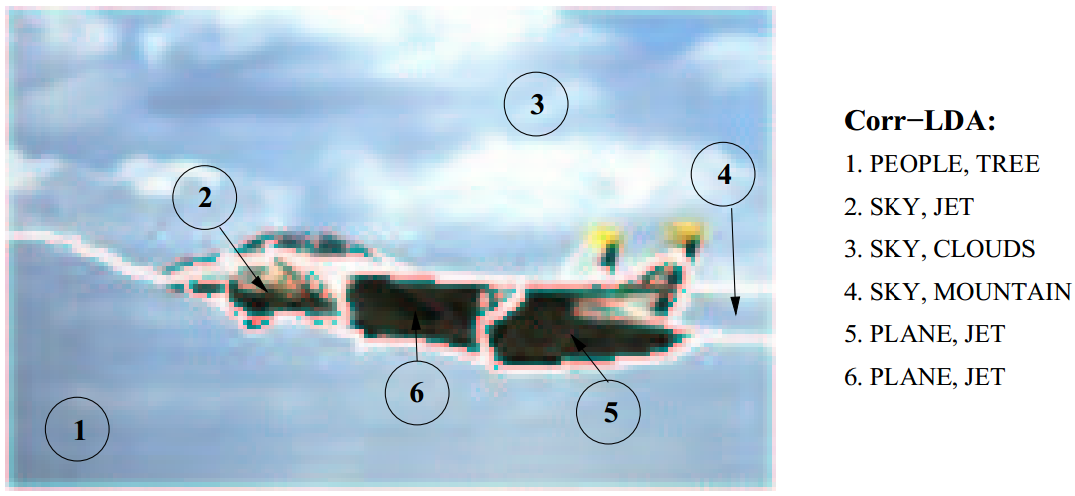 3
4
2
6
5
1
Corr−LDA:
1. PEOPLE, TREE
2. SKY, JET
3. SKY, CLOUDS
4. SKY, MOUNTAIN
5. PLANE, JET
6. PLANE, JET